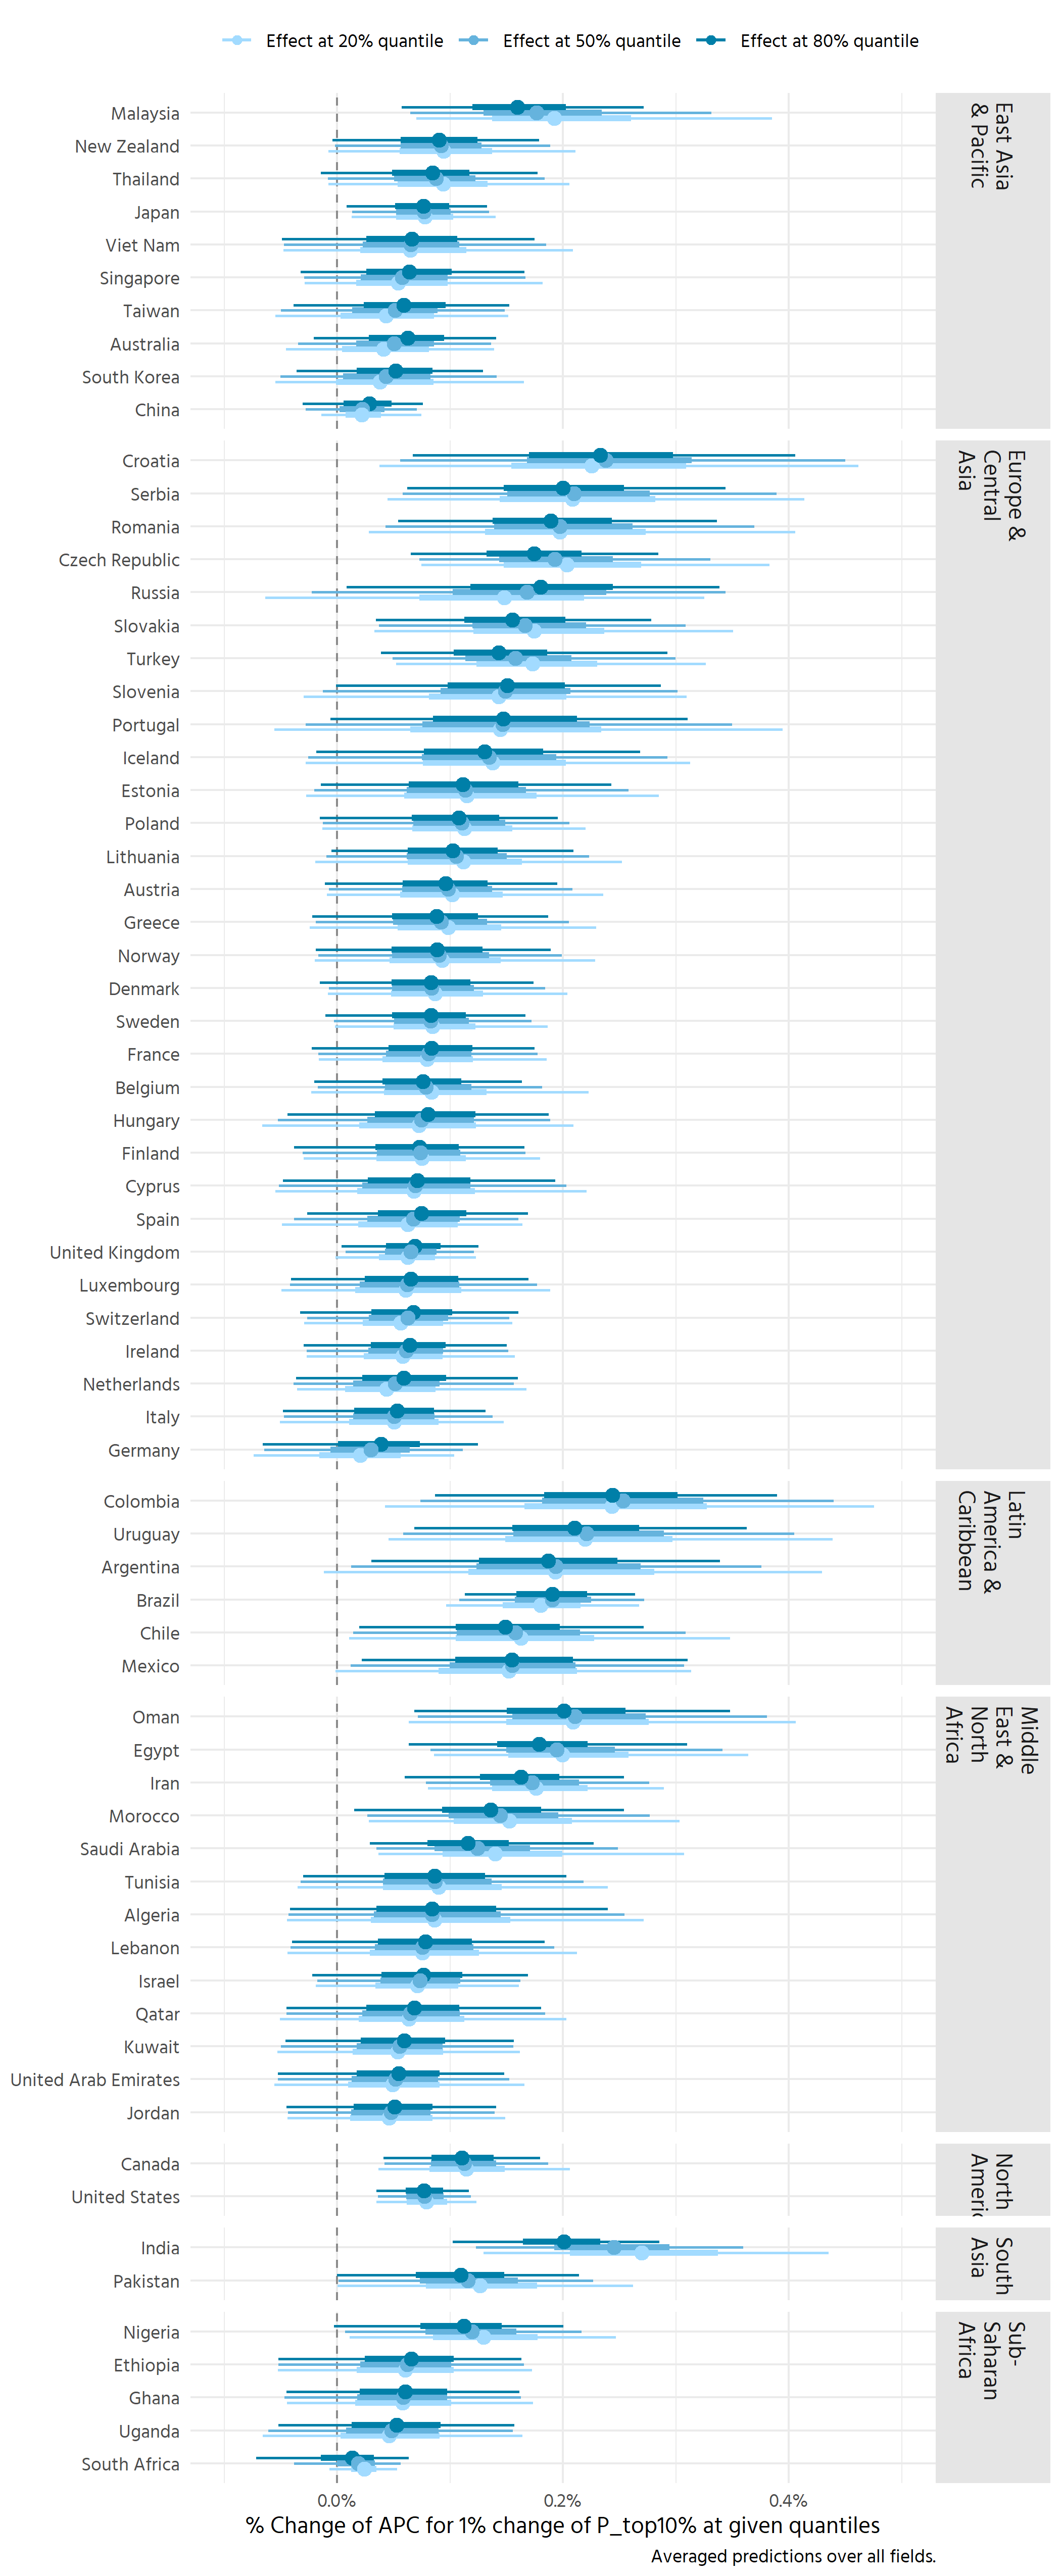 Effect at 20% quantile
Effect at 50% quantile
Effect at 80% quantile
Malaysia
New Zealand
Thailand
Japan
Viet Nam
Singapore
Taiwan
Australia
South Korea
China
East Asia
& Pacific
Croatia
Serbia
Romania
Czech Republic
Russia
Slovakia
Turkey
Slovenia
Portugal
Iceland
Estonia
Poland
Lithuania
Austria
Greece
Norway
Denmark
Sweden
France
Belgium
Hungary
Finland
Cyprus
Spain
United Kingdom
Luxembourg
Switzerland
Ireland
Netherlands
Italy
Germany
Europe &
Central
Asia
Colombia
Uruguay
Argentina
Brazil
Chile
Mexico
Latin
America &
Caribbean
Oman
Egypt
Iran
Morocco
Saudi Arabia
Tunisia
Algeria
Lebanon
Israel
Qatar
Kuwait
United Arab Emirates
Jordan
Middle
East &
North
Africa
Canada
United States
North
Americ
India
Pakistan
South
Asia
Nigeria
Ethiopia
Ghana
Uganda
South Africa
Sub-
Saharan
Africa
0.0%
0.2%
0.4%
% Change of APC for 1% change of P_top10% at given quantiles
Averaged predictions over all fields.